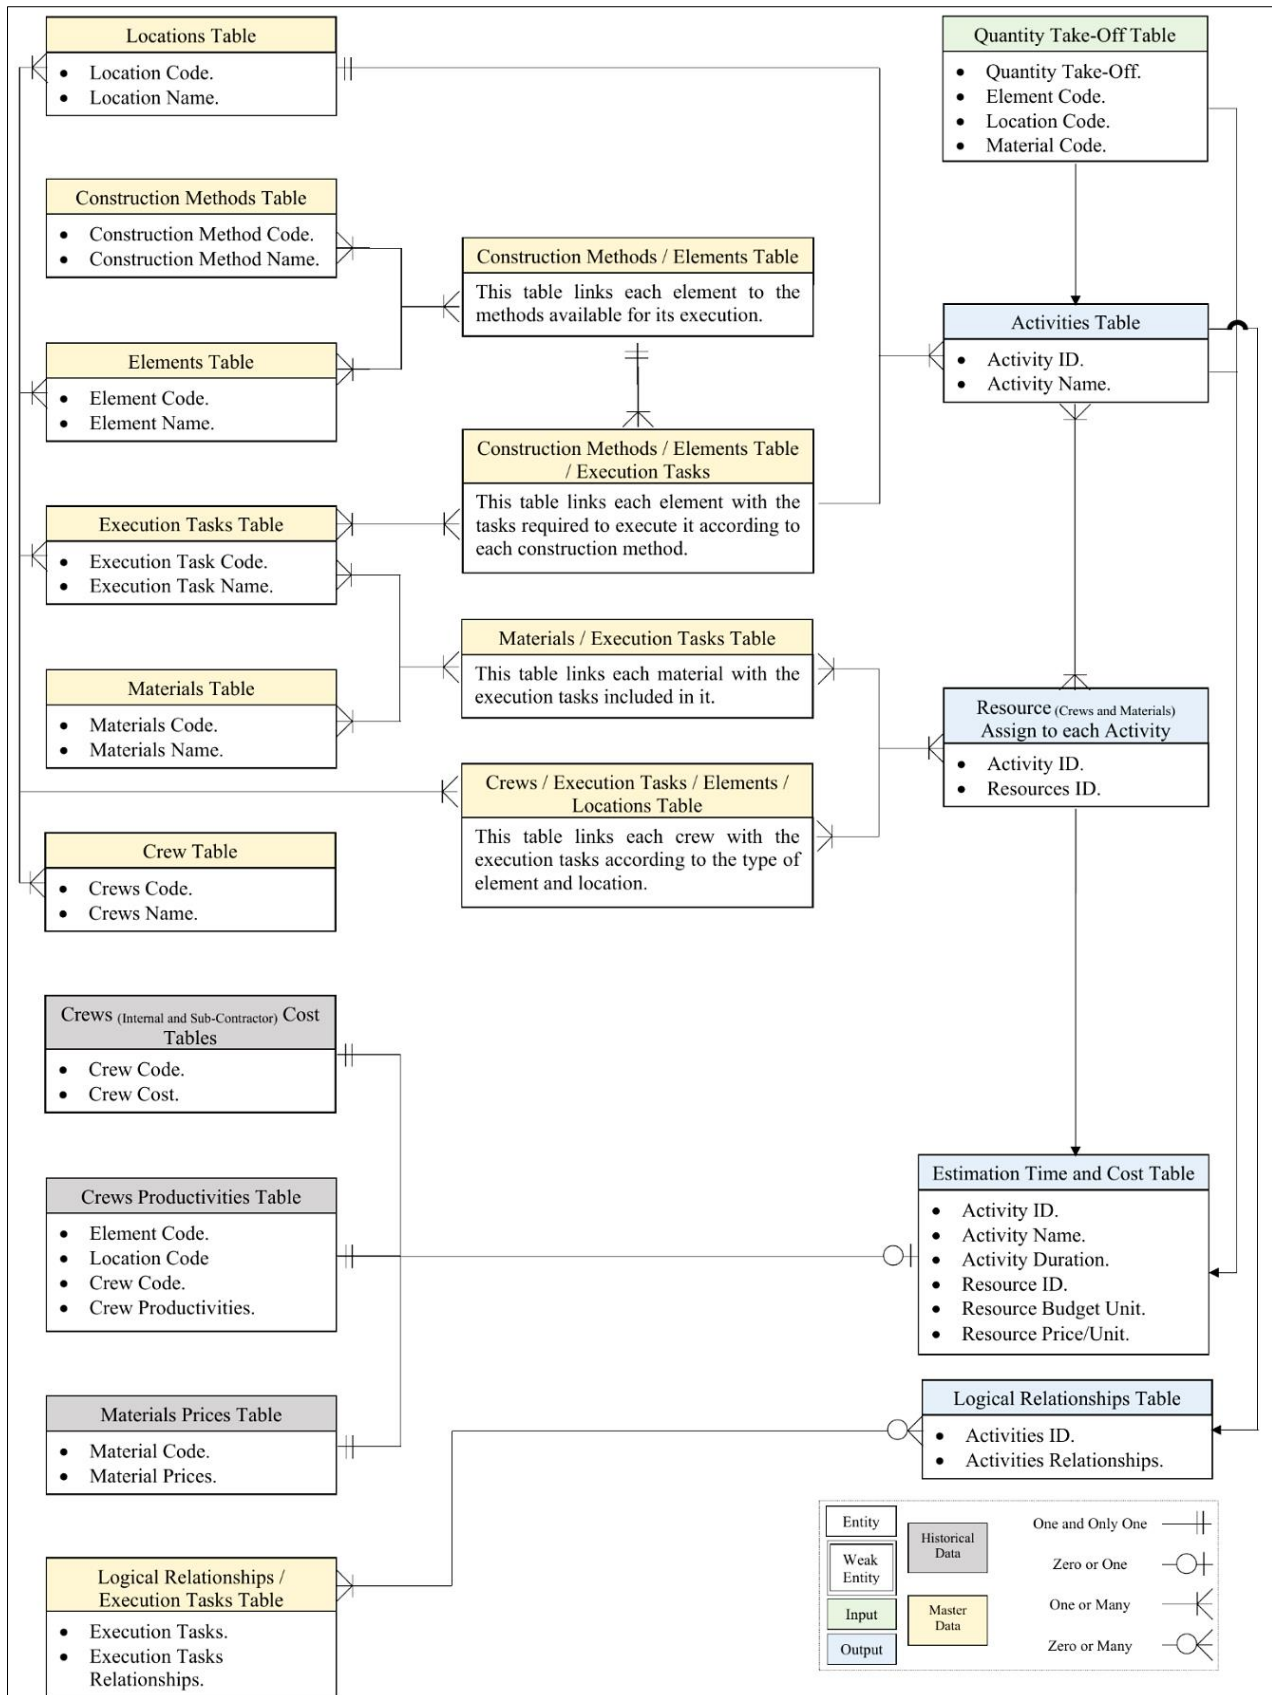 Locations Table
• Location Code.
• Location Name.
Quantity Take-Off Table
• Quantity Take-Off.
• Element Code.
• Location Code.
• Material Code.
Construction Methods Table
• Construction Method Code.
• Construction Method Name.
Construction Methods / Elements Table
This table links each element to the
methods available for its execution.
Activities Table
• Activity ID.
• Activity Name.
Elements Table
• Element Code.
• Element Name.
Construction Methods / Elements Table
/ Execution Tasks
This table links each element with the
tasks required to execute it according to
each construction method.
Execution Tasks Table
• Execution Task Code.
• Execution Task Name.
Materials / Execution Tasks Table
This table links each material with the
execution tasks included in it.
Materials Table
• Materials Code.
• Materials Name.
Resource (Crews and Materials)
Assign to each Activity
• Activity ID.
• Resources ID.
Crews / Execution Tasks / Elements /
Locations Table
This table links each crew with the
execution tasks according to the type of
element and location.
Crew Table
• Crews Code.
• Crews Name.
Crews (Internal and Sub-Contractor) Cost
Tables
• Crew Code.
• Crew Cost.
Crews Productivities Table
• Element Code.
• Location Code
• Crew Code.
• Crew Productivities.
Estimation Time and Cost Table
• Activity ID.
• Activity Name.
• Activity Duration.
• Resource ID.
• Resource Budget Unit.
• Resource Price/Unit.
Materials Prices Table
• Material Code.
• Material Prices.
Logical Relationships Table
• Activities ID.
• Activities Relationships.
Logical Relationships /
Execution Tasks Table
• Execution Tasks.
• Execution Tasks
Relationships.
Entity
Weak
Entity
Input
Output
Historical
Data
Master
Data
One and Only One
Zero or One
One or Many
Zero or Many